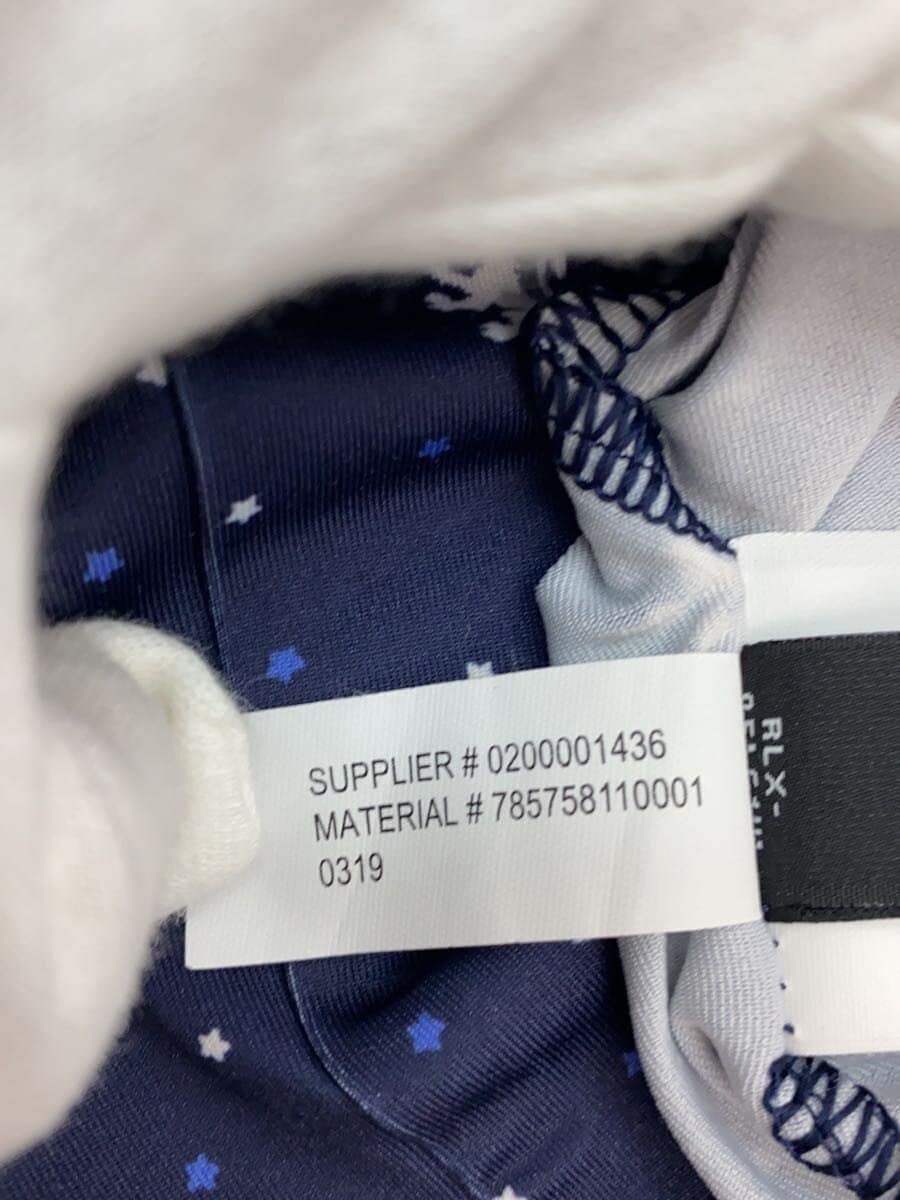 SUPPLIER # 0200001436
MATERIAL # 785758110001
0319
RLX-